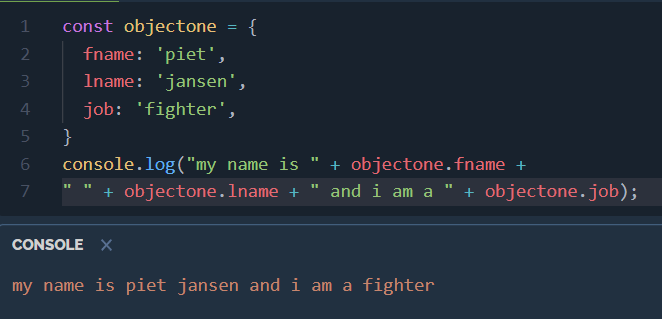 1 const objectone = {
2 fname: 'piet',
3 lname: 'jansen',
4 job: 'fighter',
5 }
6 console.log("my name is " + objectone.fname +
7 " " + objectone.lname + " and i am a " + objectone.job);
CONSOLE X
my name is piet jansen and i am a fighter